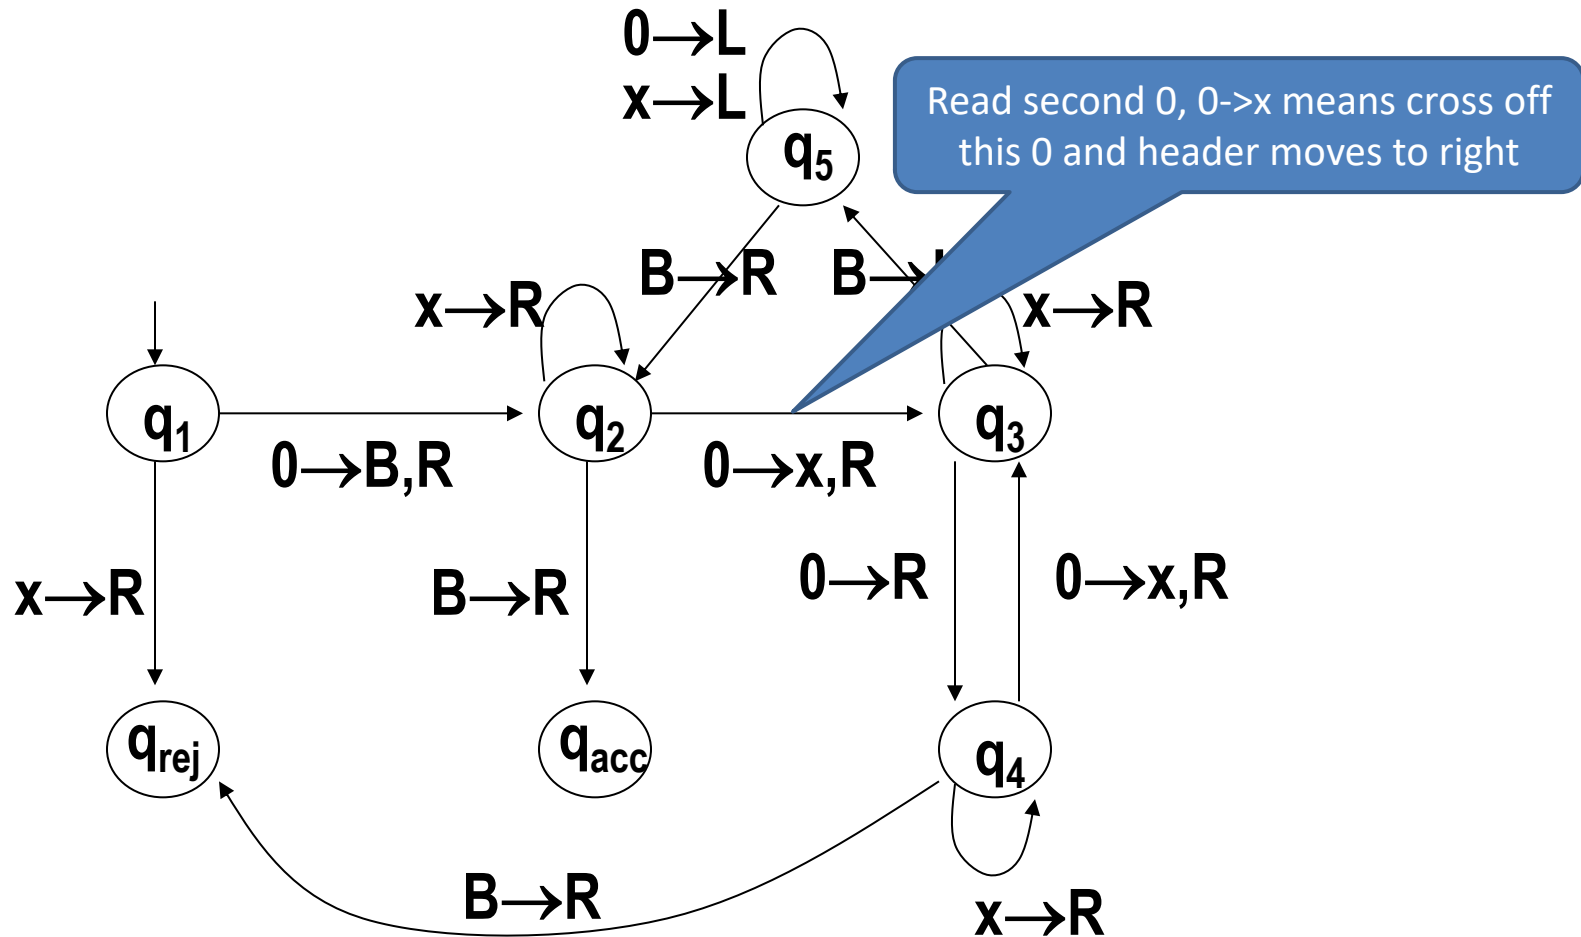 0→L
x→L
Read second 0, 0->x means cross off
this 0 and header moves to right
q5
B→R
B→
x→R
x→R
q1
q2
q3
0→B,R
0→x,R
x→R
B→R
0→R
0→x,R
qrej
qacc
q4
B→R
x→R